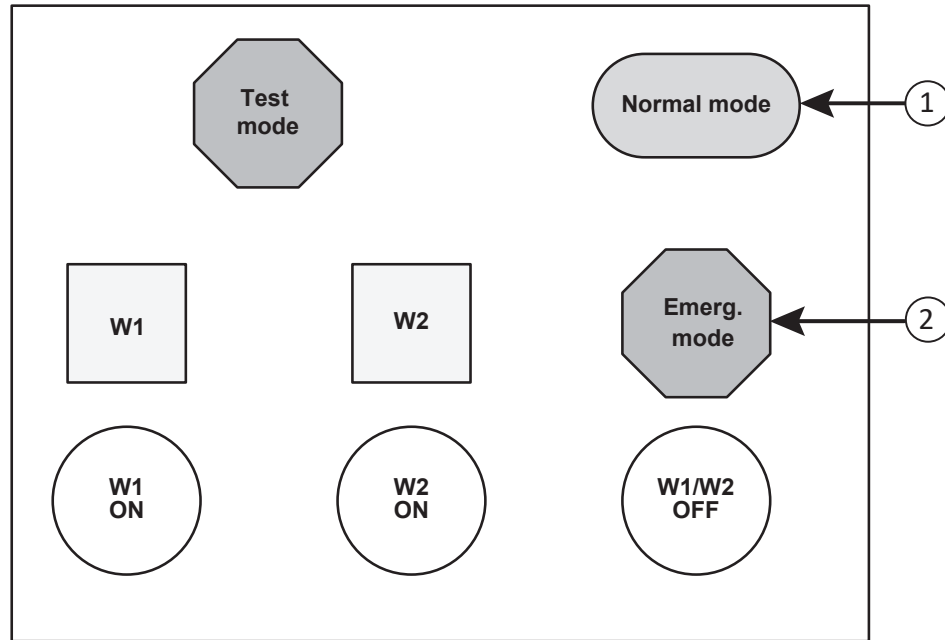 Test
mode
Normal mode
1
W1
W2
Emerg.
mode
2
W1
ON
W2
ON
W1/W2
OFF